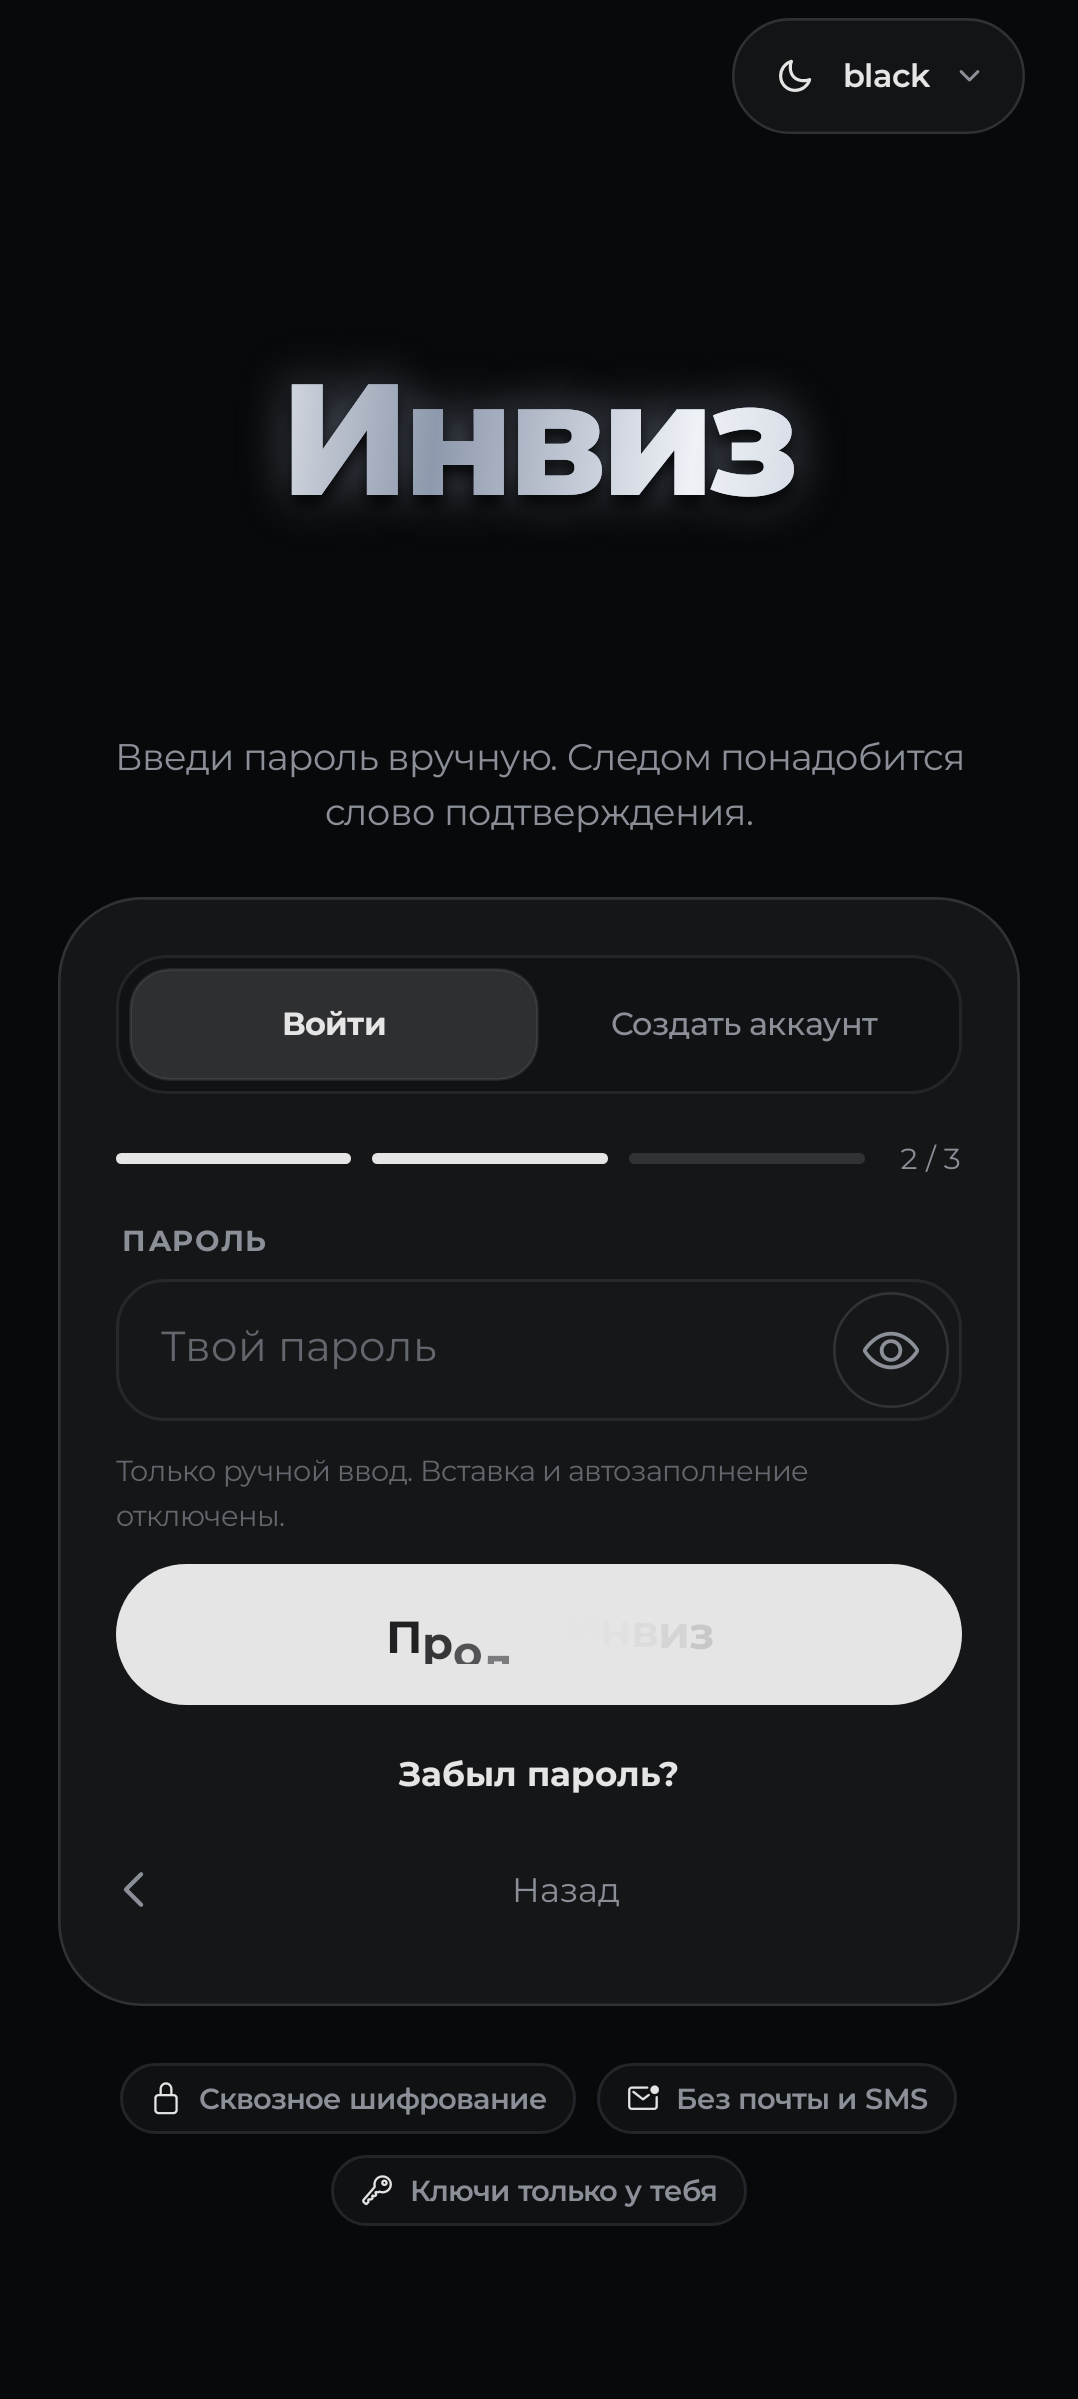 black
Инвиз
Введи пароль вручную. Следом понадобится
слово подтверждения.
Войти
Создать аккаунт
2 / 3
ПАРОЛЬ
Твой пароль
Только ручной ввод. Вставка и автозаполнение
отключены.
Забыл пароль?
Назад
Сквозное шифрование
Без почты и SMS
Ключи только у тебя